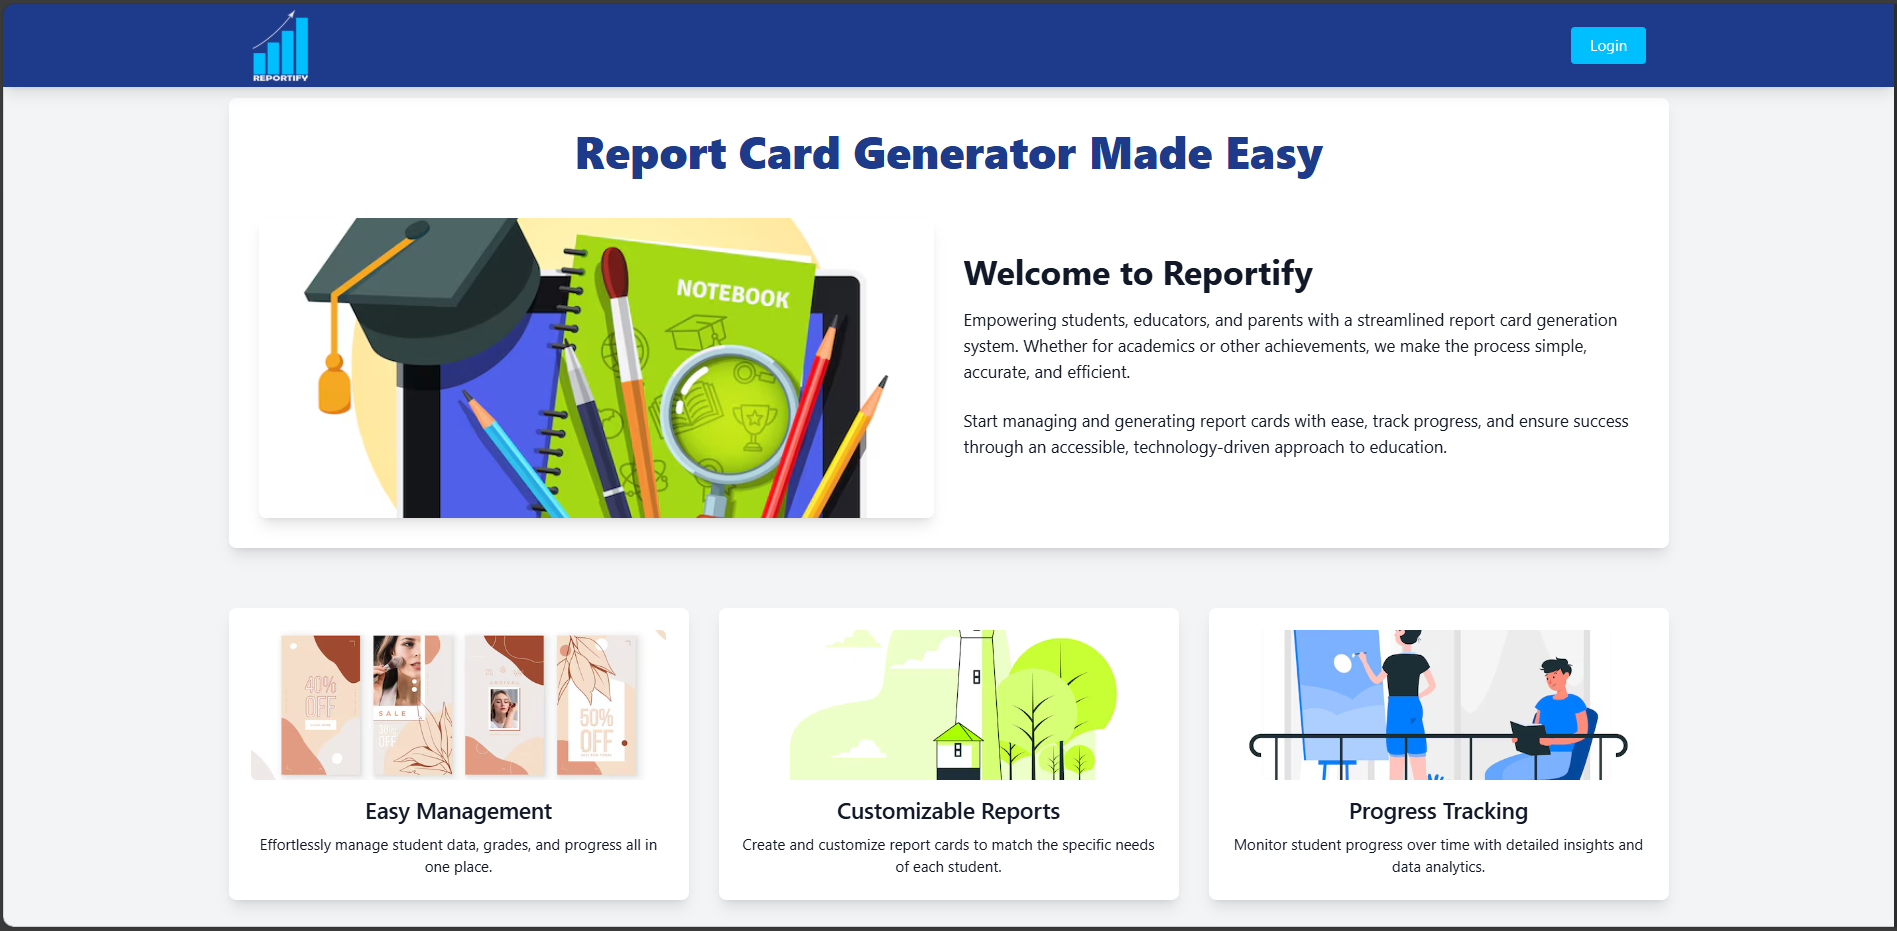 REPORTIFY
Login
Report Card Generator Made Easy
NOTEBOOK
Welcome to Reportify
Empowering students, educators, and parents with a streamlined report card generation
system. Whether for academics or other achievements, we make the process simple,
accurate, and efficient.
Start managing and generating report cards with ease, track progress, and ensure success
through an accessible, technology-driven approach to education.
40%
OFF
SALE
50%
OFF
Easy Management
Effortlessly manage student data, grades, and progress all in
one place.
Customizable Reports
Create and customize report cards to match the specific needs
of each student.
Progress Tracking
Monitor student progress over time with detailed insights and
data analytics.